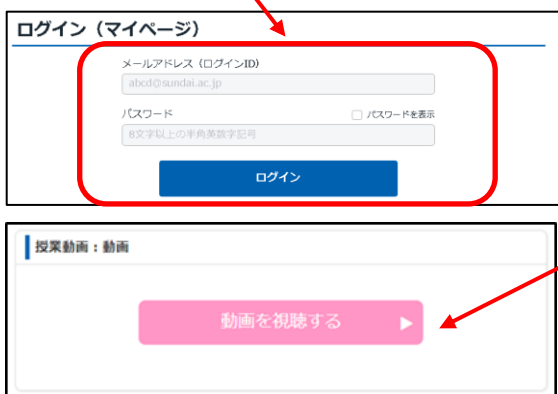 ログイン（マイページ）
メールアドレス（ログインID）
abcd@sundai.ac.jp
パスワード
パスワードを表示
8文字以上の半角英数字記号
ログイン
授業動画：動画
動画を視聴する